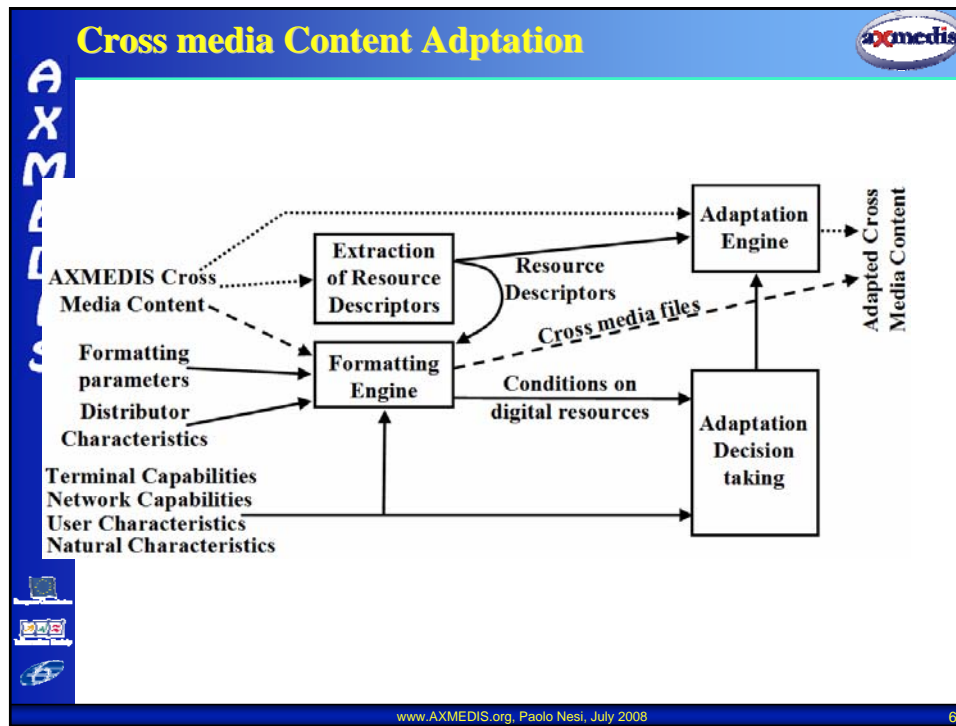 Cross media Content Adptation
axmedis
AXMEDIS
Adaptation
Engine
Adapted Cross
Media Content
Extraction
of Resource
Descriptors
Resource
Descriptors
AXMEDIS Cross
Media Content
Cross media files
Formatting
parameters
Formatting
Engine
Conditions on
digital resources
Distributor
Characteristics
Adaptation
Decision
taking
Terminal Capabilities
Network Capabilities
User Characteristics
Natural Characteristics
www.AXMEDIS.org, Paolo Nesi, July 2008
6